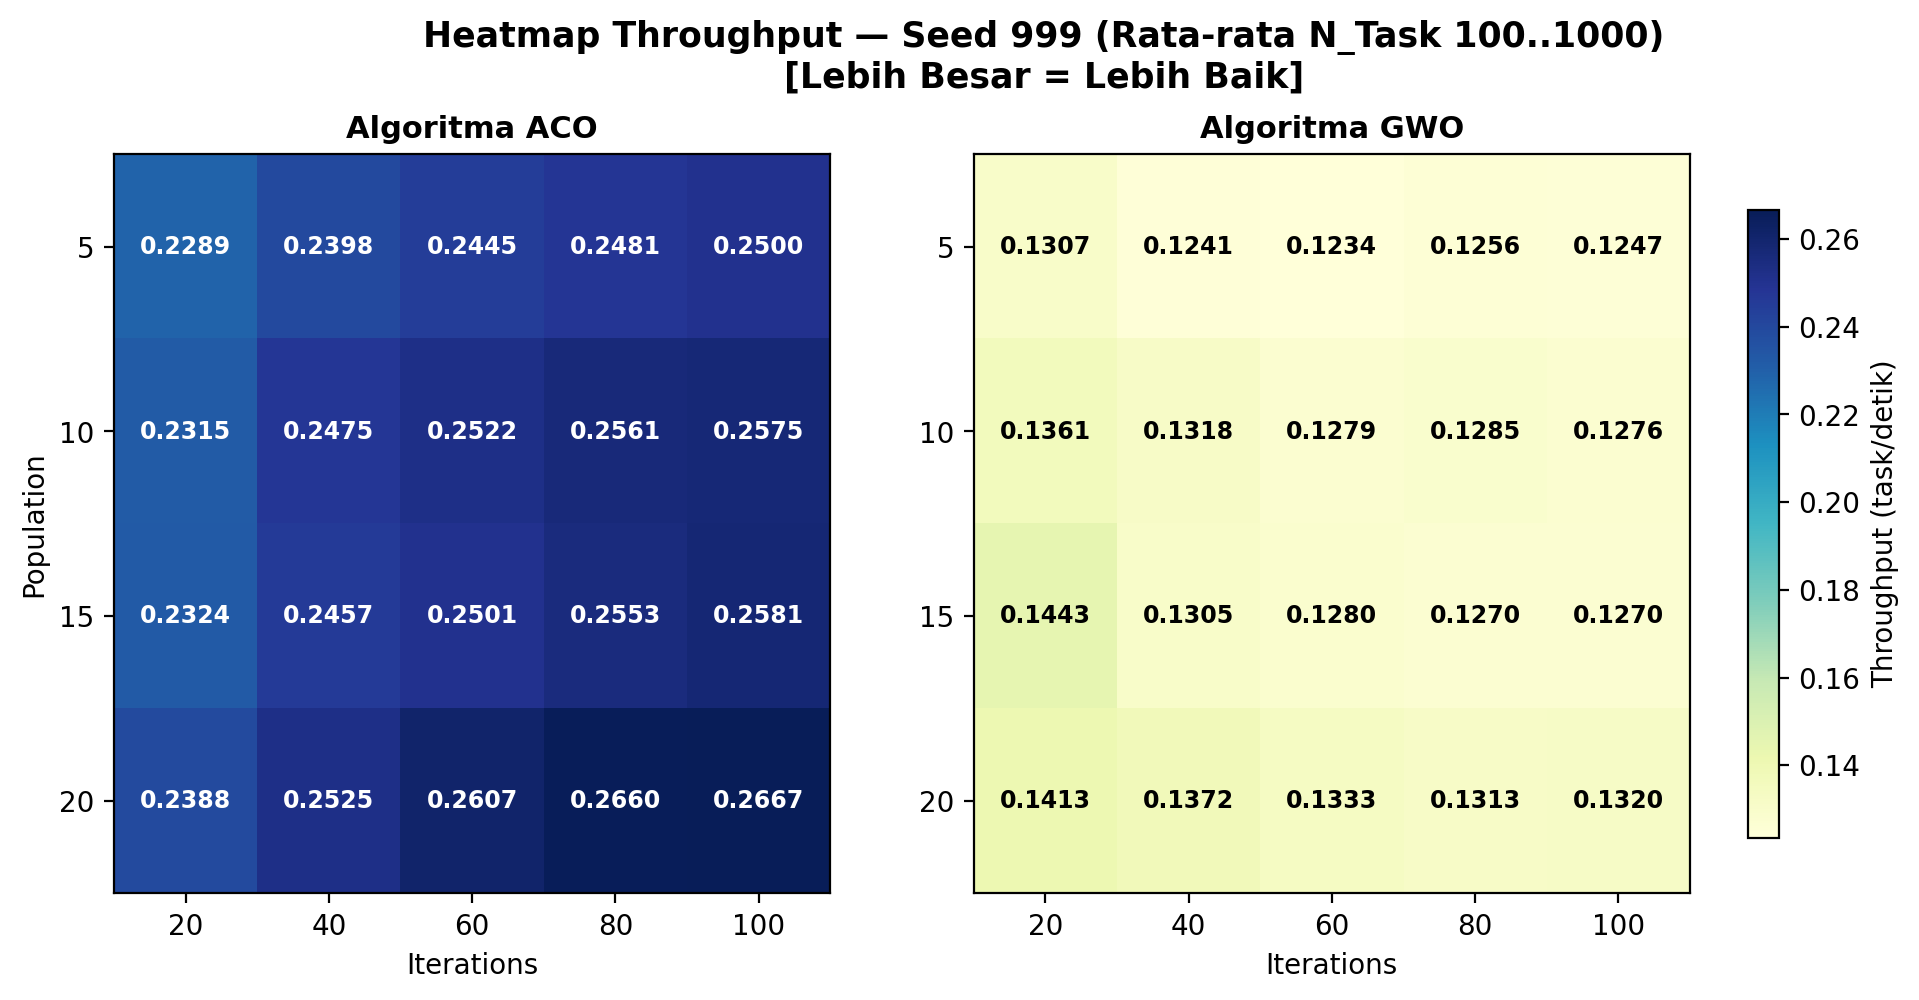 Heatmap Throughput — Seed 999 (Rata-rata N_Task 100..1000)
[Lebih Besar = Lebih Baik]
Algoritma ACO
Population
5 0.2289 0.2398 0.2445 0.2481 0.2500
10 0.2315 0.2475 0.2522 0.2561 0.2575
15 0.2324 0.2457 0.2501 0.2553 0.2581
20 0.2388 0.2525 0.2607 0.2660 0.2667
20 40 60 80 100
Iterations
Algoritma GWO
5 0.1307 0.1241 0.1234 0.1256 0.1247
10 0.1361 0.1318 0.1279 0.1285 0.1276
15 0.1443 0.1305 0.1280 0.1270 0.1270
20 0.1413 0.1372 0.1333 0.1313 0.1320
20 40 60 80 100
Iterations
0.26
0.24
0.22
0.20
0.18
0.16
0.14
Throughput (task/detik)